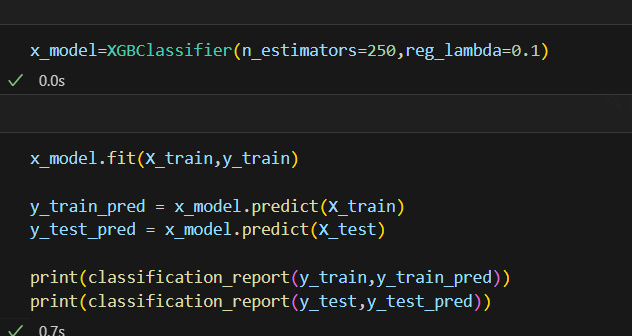 x_model=XGBClassifier(n_estimators=250,reg_lambda=0.1)
0.0s
x_model.fit(X_train,y_train)
y_train_pred = x_model.predict(X_train)
y_test_pred = x_model.predict(X_test)
print(classification_report(y_train,y_train_pred))
print(classification_report(y_test,y_test_pred))
0.7s